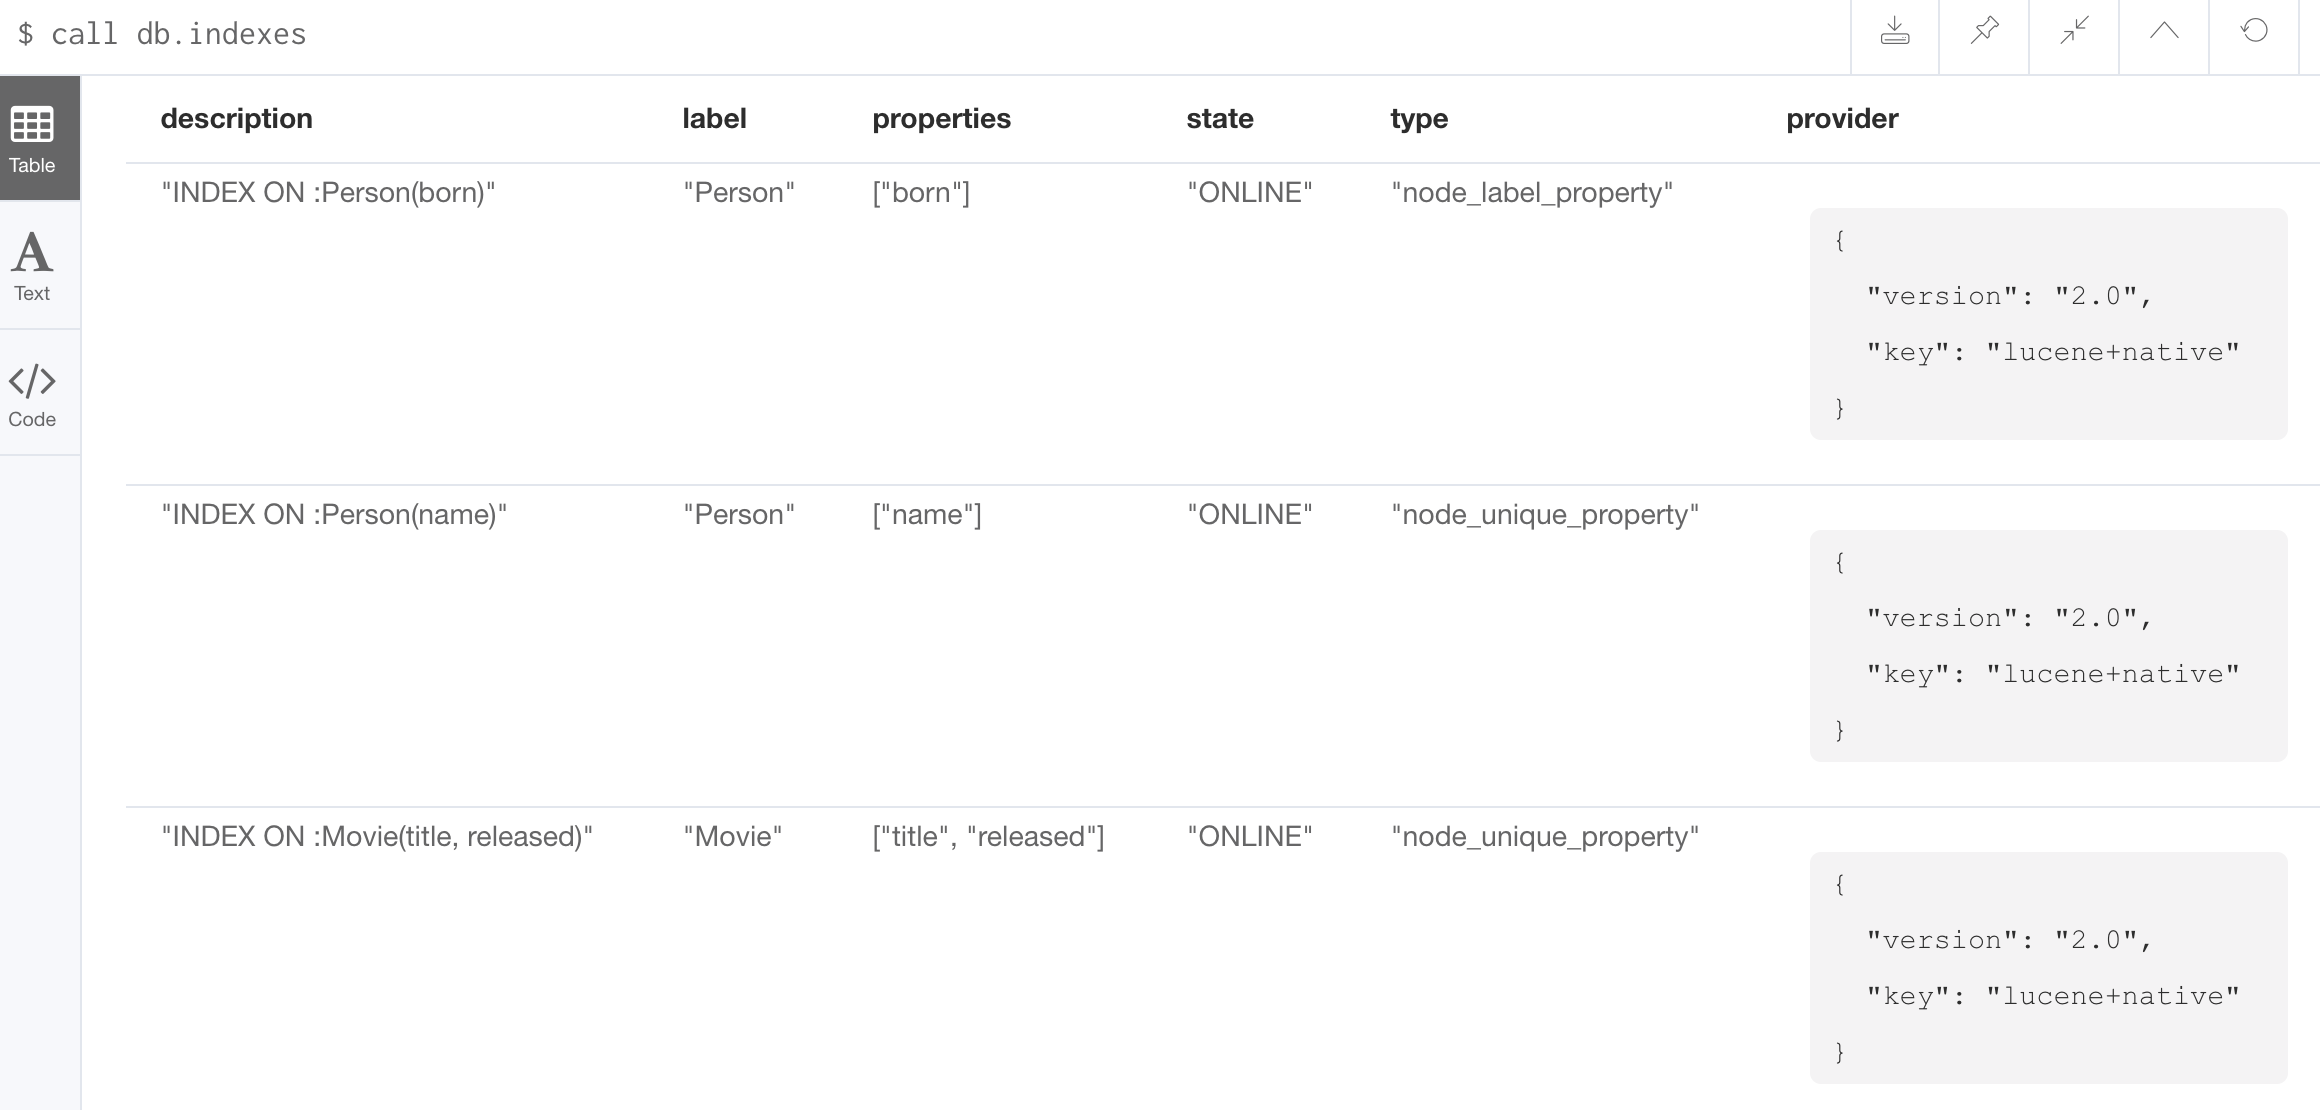 $ call db.indexes
Table
Text
Code
description label properties state type provider
"INDEX ON :Person(born)" "Person" ["born"] "ONLINE" "node_label_property"
{
"version": "2.0",
"key": "lucene+native"
}
"INDEX ON :Person(name)" "Person" ["name"] "ONLINE" "node_unique_property"
{
"version": "2.0",
"key": "lucene+native"
}
"INDEX ON :Movie(title, released)" "Movie" ["title", "released"] "ONLINE" "node_unique_property"
{
"version": "2.0",
"key": "lucene+native"
}